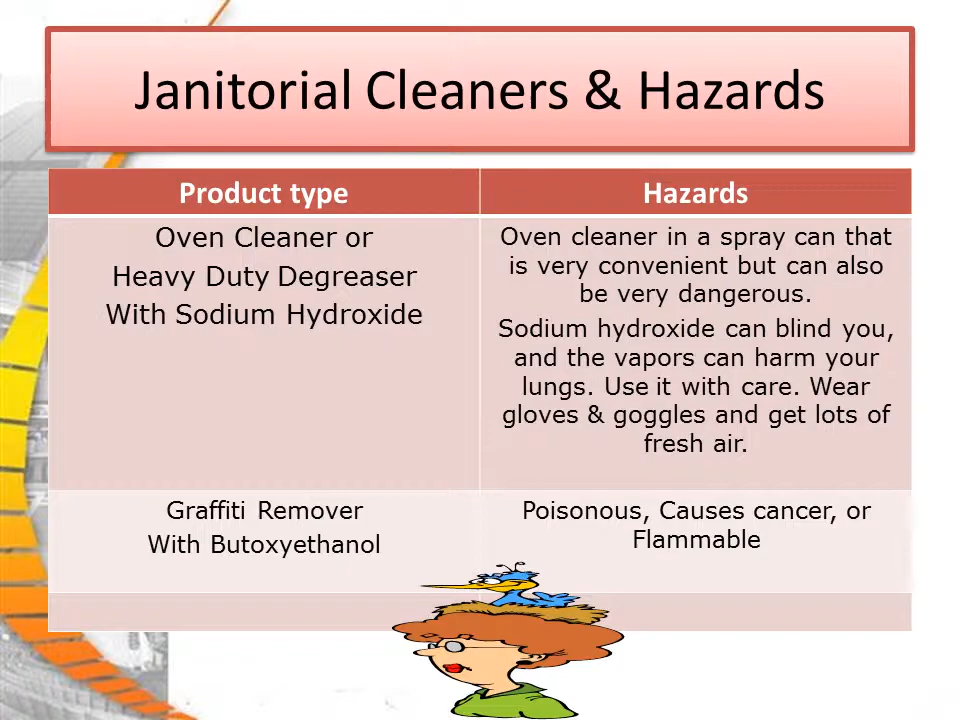 Janitorial Cleaners & Hazards
Product type
Hazards
Oven Cleaner or
Heavy Duty Degreaser
With Sodium Hydroxide
Oven cleaner in a spray can that
is very convenient but can also
be very dangerous.
Sodium hydroxide can blind you,
and the vapors can harm your
lungs. Use it with care. Wear
gloves & goggles and get lots of
fresh air.
Graffiti Remover
With Butoxyethanol
Poisonous, Causes cancer, or
Flammable